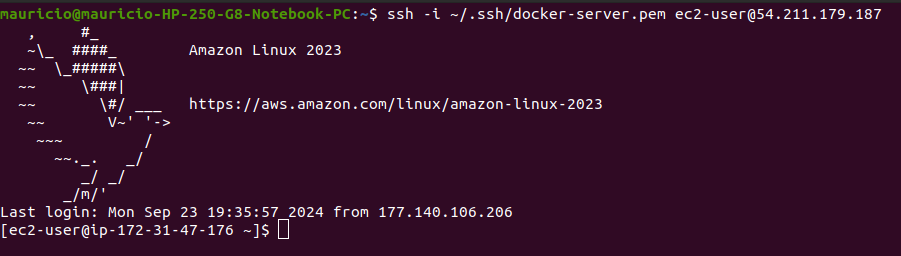 mauricio@mauricio-HP-250-G8-Notebook-PC:~$ ssh -i ~/.ssh/docker-server.pem ec2-user@54.211.179.187
   ,     #_
   ~\_  ####_        Amazon Linux 2023
  ~~  \_#####\
  ~~     \###|
  ~~       \#/ ___   https://aws.amazon.com/linux/amazon-linux-2023
   ~~       V~' '->
    ~~~         /
      ~~._.   _/
         _/ _/
       _/m/'
Last login: Mon Sep 23 19:35:57 2024 from 177.140.106.206
[ec2-user@ip-172-31-47-176 ~]$